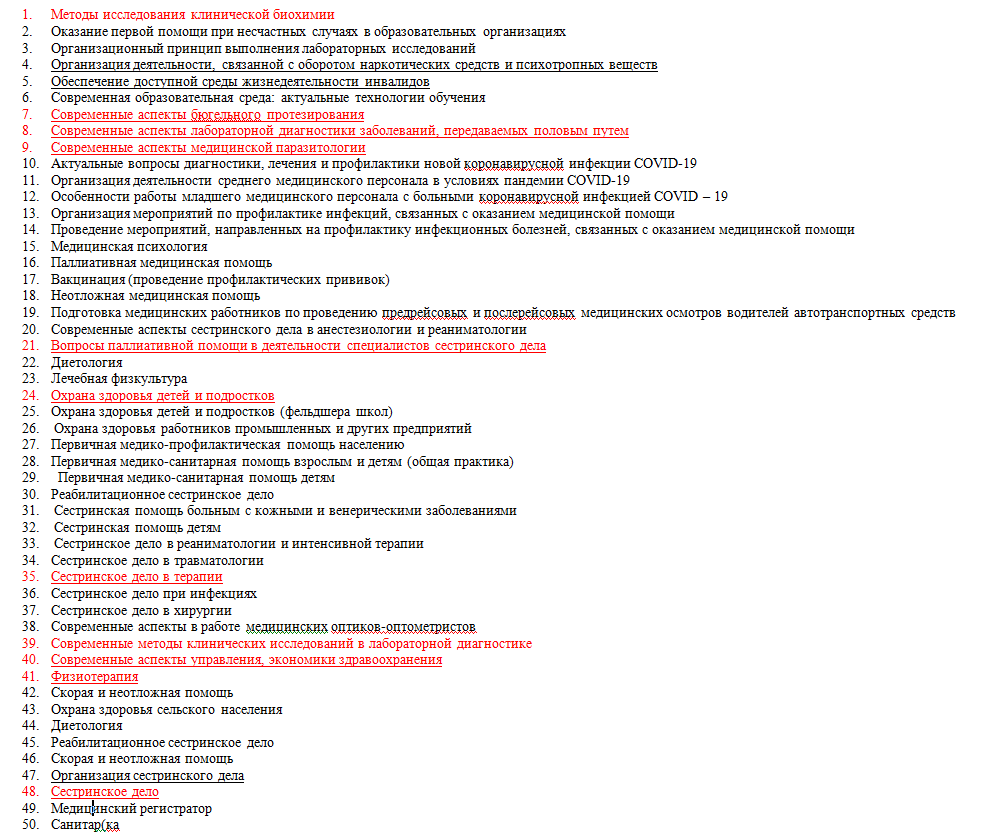 1. Методы исследования клинической биохимии
2. Оказание первой помощи при несчастных случаях в образовательных организациях
3. Организационный принцип выполнения лабораторных исследований
4. Организация деятельности, связанной с оборотом наркотических средств и психотропных веществ
5. Обеспечение доступной среды жизнедеятельности инвалидов
6. Современная образовательная среда: актуальные технологии обучения
7. Современные аспекты бюгельного протезирования
8. Современные аспекты лабораторной диагностики заболеваний, передаваемых половым путем
9. Современные аспекты медицинской паразитологии
10. Актуальные вопросы диагностики, лечения и профилактики новой коронавирусной инфекции COVID-19
11. Организация деятельности среднего медицинского персонала в условиях пандемии COVID-19
12. Особенности работы младшего медицинского персонала с больными коронавирусной инфекцией COVID – 19
13. Организация мероприятий по профилактике инфекций, связанных с оказанием медицинской помощи
14. Проведение мероприятий, направленных на профилактику инфекционных болезней, связанных с оказанием медицинской помощи
15. Медицинская психология
16. Паллиативная медицинская помощь
17. Вакцинация (проведение профилактических прививок)
18. Неотложная медицинская помощь
19. Подготовка медицинских работников по проведению предрейсовых и послерейсовых медицинских осмотров водителей автотранспортных средств
20. Современные аспекты сестринского дела в анестезиологии и реаниматологии
21. Вопросы паллиативной помощи в деятельности специалистов сестринского дела
22. Диетология
23. Лечебная физкультура
24. Охрана здоровья детей и подростков
25. Охрана здоровья детей и подростков (фельдшера школ)
26. Охрана здоровья работников промышленных и других предприятий
27. Первичная медико-профилактическая помощь населению
28. Первичная медико-санитарная помощь взрослым и детям (общая практика)
29. Первичная медико-санитарная помощь детям
30. Реабилитационное сестринское дело
31. Сестринская помощь больным с кожными и венерическими заболеваниями
32. Сестринская помощь детям
33. Сестринское дело в реаниматологии и интенсивной терапии
34. Сестринское дело в травматологии
35. Сестринское дело в терапии
36. Сестринское дело при инфекциях
37. Сестринское дело в хирургии
38. Современные аспекты в работе медицинских оптиков-оптометристов
39. Современные методы клинических исследований в лабораторной диагностике
40. Современные аспекты управления, экономики здравоохранения
41. Физиотерапия
42. Скорая и неотложная помощь
43. Охрана здоровья сельского населения
44. Диетология
45. Реабилитационное сестринское дело
46. Скорая и неотложная помощь
47. Организация сестринского дела
48. Сестринское дело
49. Медицинский регистратор
50. Санитар(ка